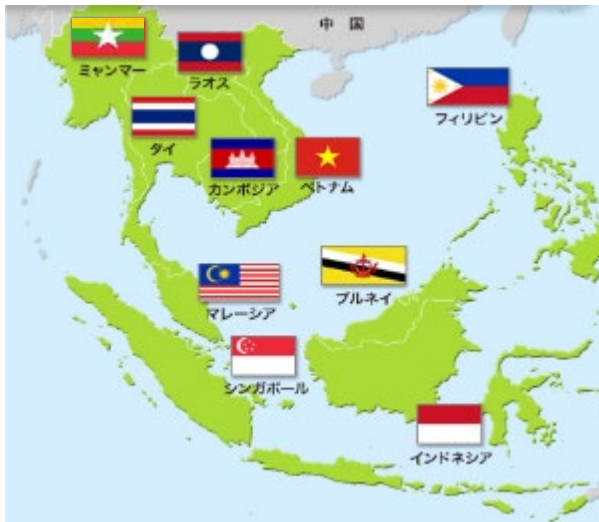 中 国
ミャンマー
ラオス
フィリピン
タイ
カンボジア
ベトナム
マレーシア
ブルネイ
シンガポール
インドネシア